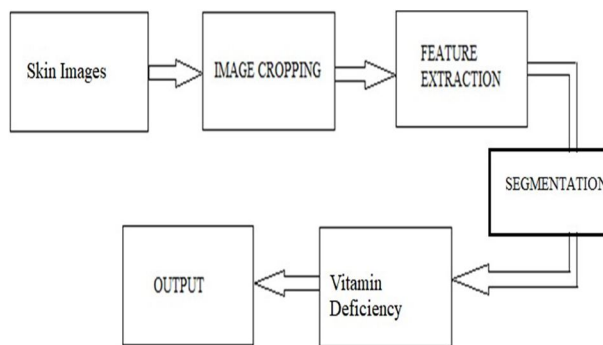 Skin Images
IMAGE CROPPING
FEATURE
EXTRACTION
SEGMENTATION
Vitamin
Deficiency
OUTPUT